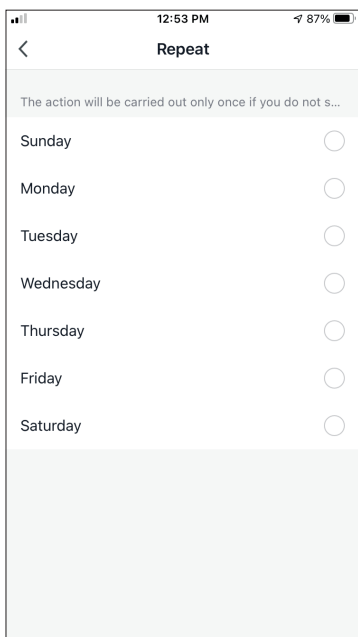 12:53 PM 87%
Repeat
The action will be carried out only once if you do not s...
Sunday
Monday
Tuesday
Wednesday
Thursday
Friday
Saturday